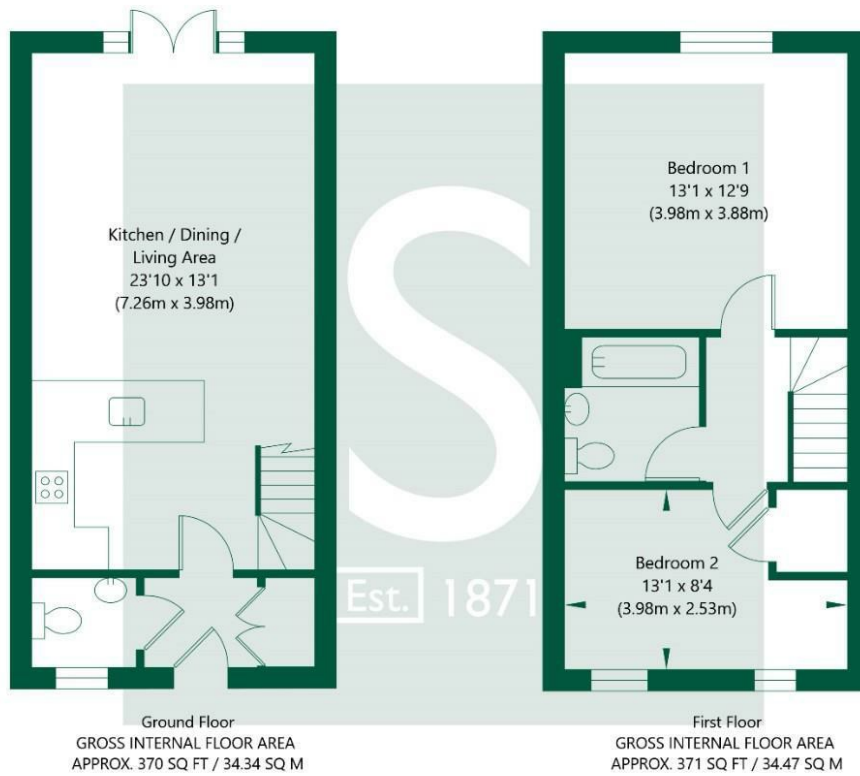 Kitchen / Dining /
Living Area
23'10 x 13'1
(7.26m x 3.98m)
Bedroom 1
13'1 x 12'9
(3.98m x 3.88m)
Bedroom 2
13'1 x 8'4
(3.98m x 2.53m)
S
Est. 1871
Ground Floor
GROSS INTERNAL FLOOR AREA
APPROX. 370 SQ FT / 34.34 SQ M
First Floor
GROSS INTERNAL FLOOR AREA
APPROX. 371 SQ FT / 34.47 SQ M